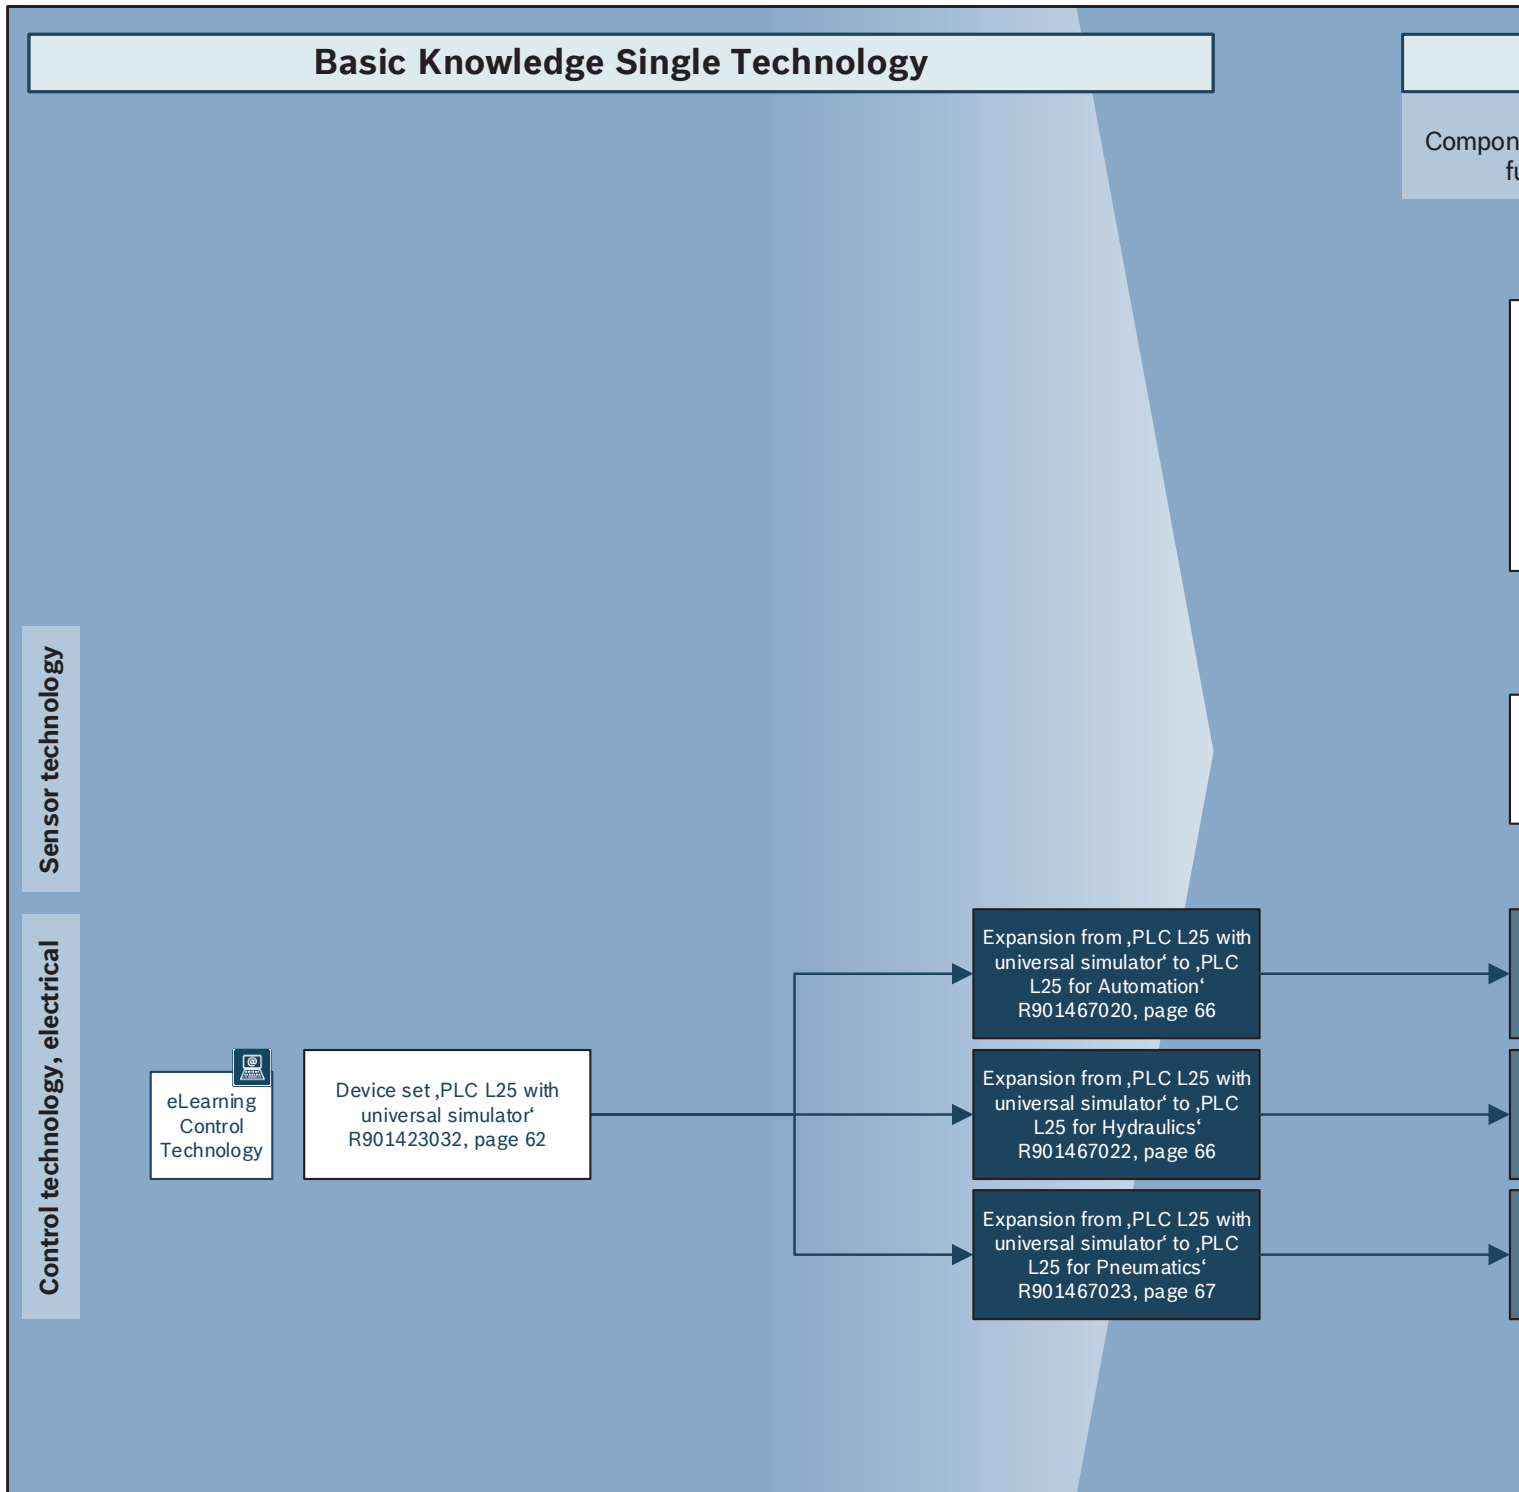 Basic Knowledge Single Technology
Compon
fu
Sensor technology
Control technology, electrical
@
eLearning
Control
Technology
Device set ‚PLC L25 with
universal simulator‘
R901423032, page 62
Expansion from ‚PLC L25 with
universal simulator‘ to ‚PLC
L25 for Automation‘
R901467020, page 66
Expansion from ‚PLC L25 with
universal simulator‘ to ‚PLC
L25 for Hydraulics‘
R901467022, page 66
Expansion from ‚PLC L25 with
universal simulator‘ to ‚PLC
L25 for Pneumatics‘
R901467023, page 67